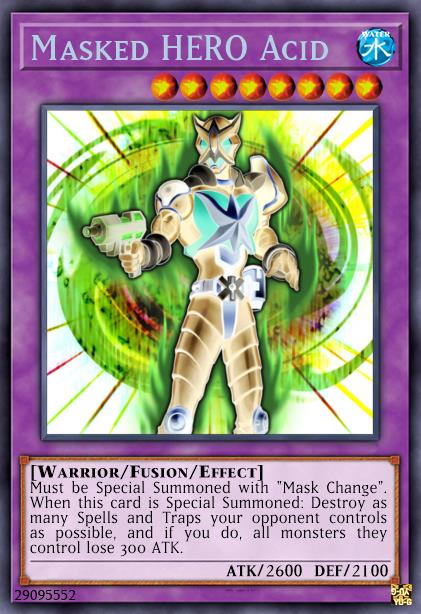 Masked HERO Acid
WATER
水
[Warrior/Fusion/Effect]
Must be Special Summoned with "Mask Change".
When this card is Special Summoned: Destroy as
many Spells and Traps your opponent controls
as possible, and if you do, all monsters they
control lose 300 ATK.
ATK/2600 DEF/2100
29095552